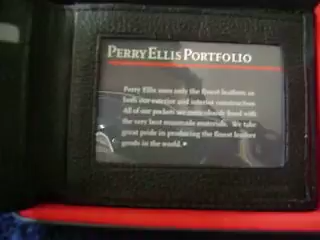 PERRY ELLIS PORTFOLIO
Perry Ellis uses only the finest leathers on
both our exterior and interior construction
All of our pockets are meticulously lined with
the very best manmade materials. We take
great pride in producing the finest leather
goods in the world.